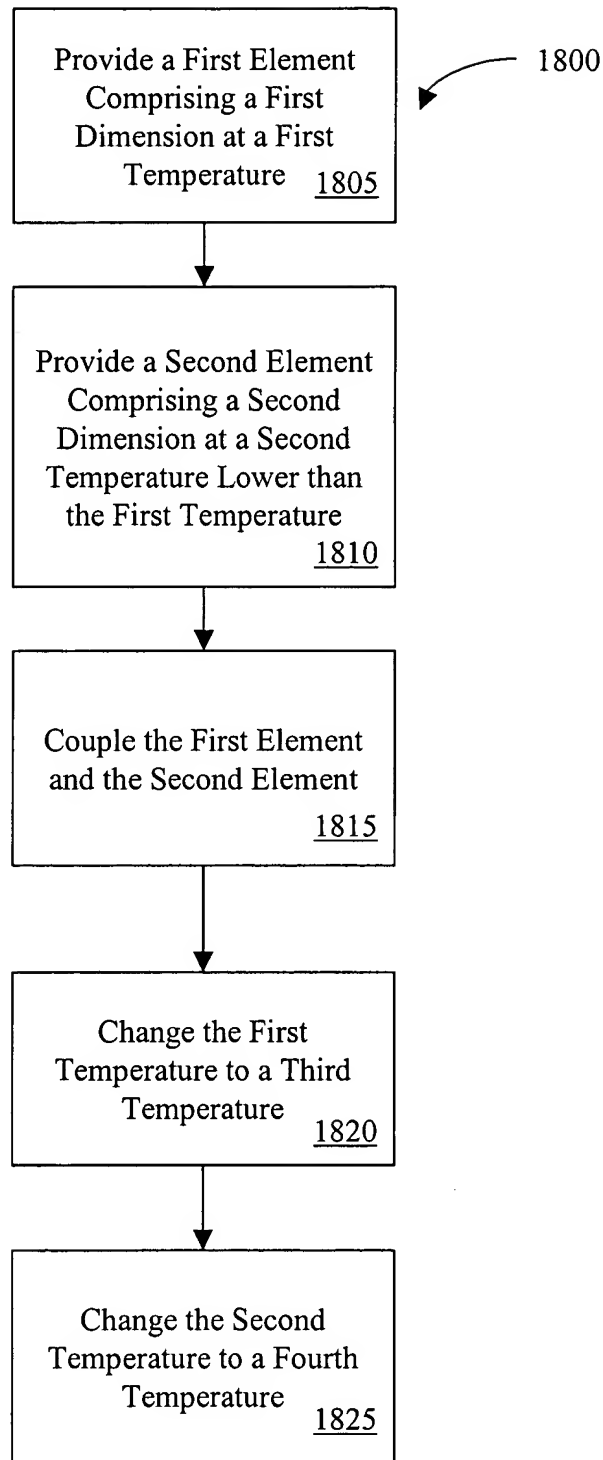 Provide a First Element
Comprising a First
Dimension at a First
Temperature 1805
1800
Provide a Second Element
Comprising a Second
Dimension at a Second
Temperature Lower than
the First Temperature
1810
Couple the First Element
and the Second Element
1815
Change the First
Temperature to a Third
Temperature
1820
Change the Second
Temperature to a Fourth
Temperature
1825